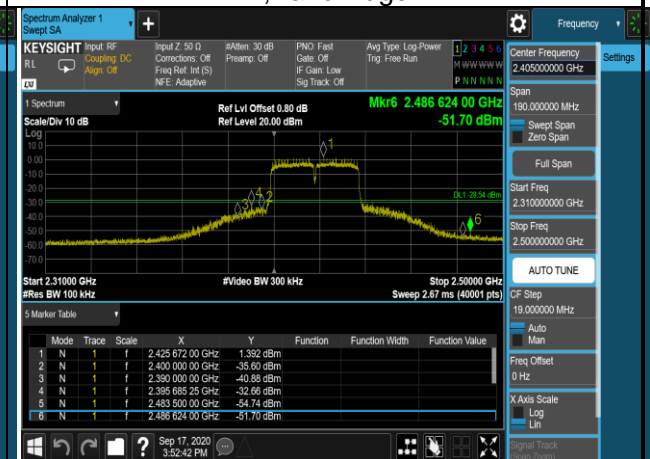 Spectrum Analyzer 1
Swept SA
+
Frequency
KEYSIGHT
RL
LXI
Input: RF
Coupling: DC
Align: Off
Input Z: 50 Ω
Corrections: Off
Freq Ref: Int (S)
NFE: Adaptive
#Atten: 30 dB
Preamp: Off
PNO: Fast
Gate: Off
IF Gain: Low
Sig Track: Off
Avg Type: Log-Power
Trig: Free Run
1 2 3 4 5 6
M W W W W W
P N N N N N
1 Spectrum
Scale/Div 10 dB
Ref Lvl Offset 0.80 dB
Ref Level 20.00 dBm
Mkr6 2.486 624 00 GHz
-51.70 dBm
Log
10.0
0.00
-10.0
-20.0
-30.0
-40.0
-50.0
-60.0
-70.0
1
2
3
4
6
DL1 -28.54 dBm
Start 2.31000 GHz
#Res BW 100 kHz
#Video BW 300 kHz
Stop 2.50000 GHz
Sweep 2.67 ms (40001 pts)
5 Marker Table
Mode Trace Scale X Y Function Function Width Function Value
1 N 1 f 2.425 672 00 GHz 1.392 dBm
2 N 1 f 2.400 000 00 GHz -35.60 dBm
3 N 1 f 2.390 000 00 GHz -40.88 dBm
4 N 1 f 2.395 685 25 GHz -32.66 dBm
5 N 1 f 2.483 500 00 GHz -54.74 dBm
6 N 1 f 2.486 624 00 GHz -51.70 dBm
?
Sep 17, 2020
3:52:42 PM
Center Frequency
2.405000000 GHz
Settings
Span
190.000000 MHz
Swept Span
Zero Span
Full Span
Start Freq
2.310000000 GHz
Stop Freq
2.500000000 GHz
AUTO TUNE
CF Step
19.000000 MHz
Auto
Man
Freq Offset
0 Hz
X Axis Scale
Log
Lin
Signal Track
(Span Zoom)